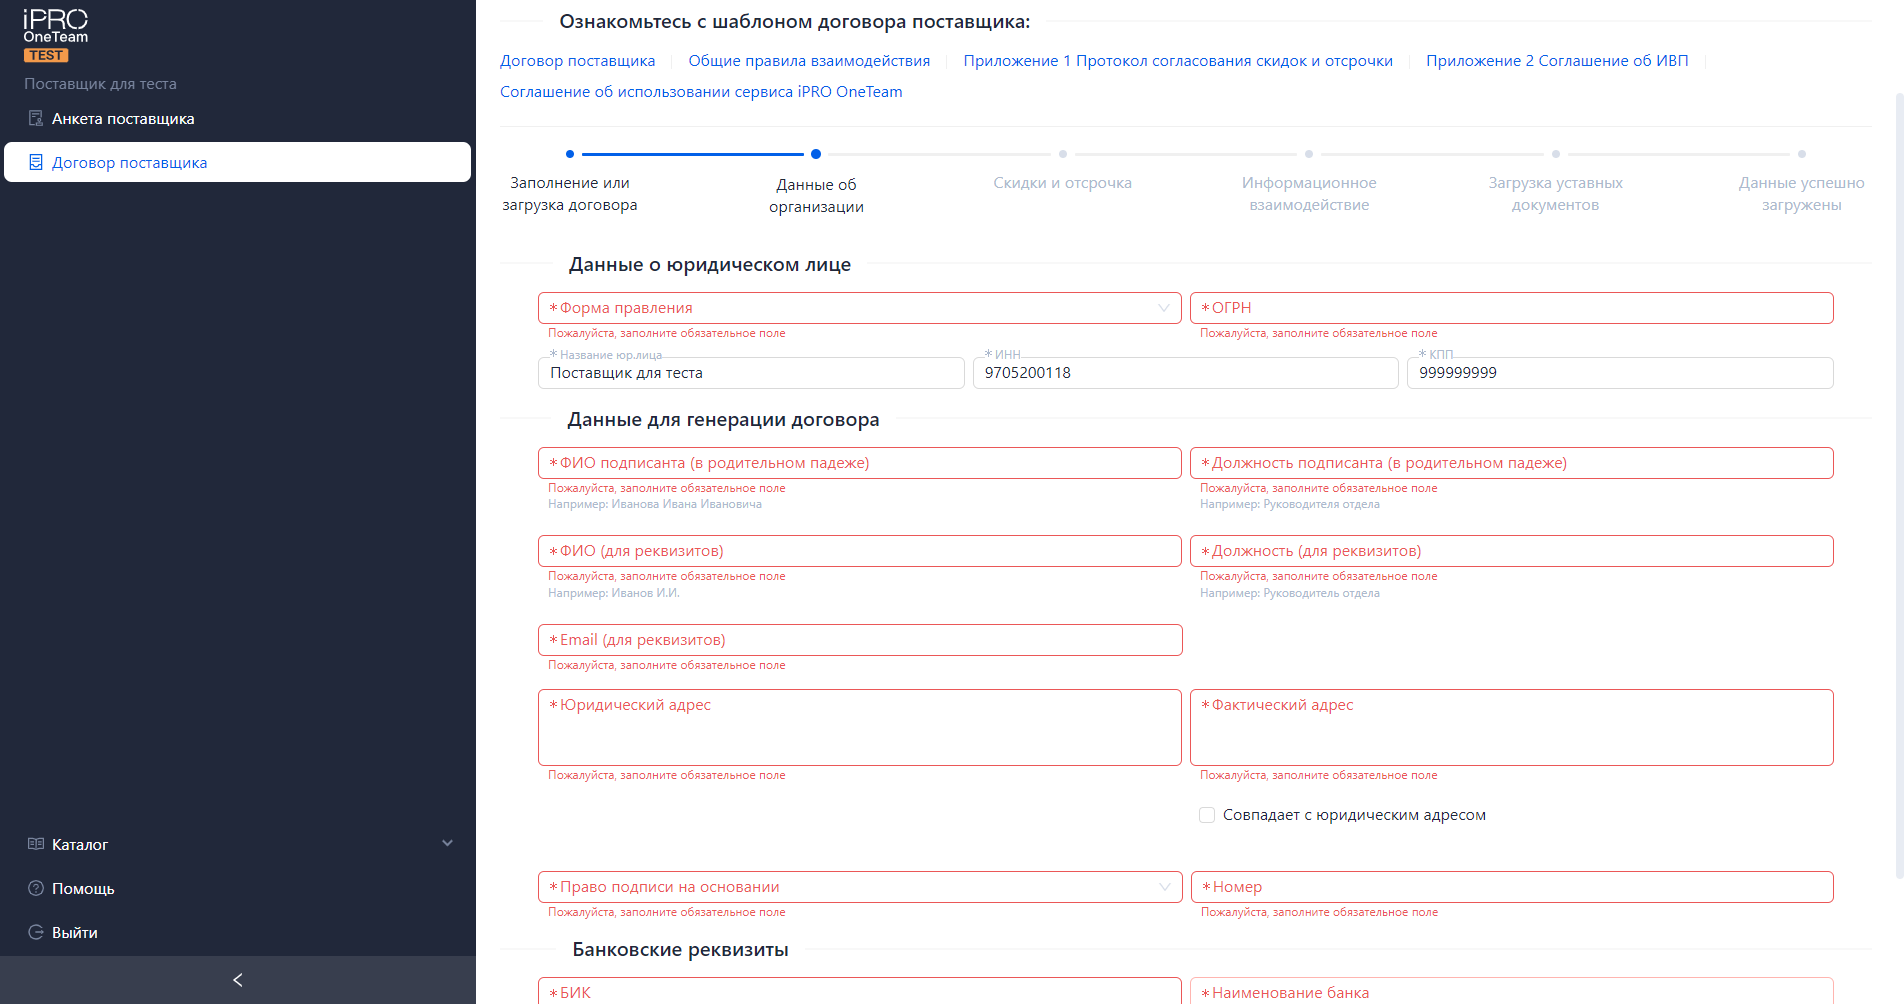 iPRO
OneTeam
TEST
Поставщик для теста
Анкета поставщика
Договор поставщика
Каталог
Помощь
Выйти
Ознакомьтесь с шаблоном договора поставщика:
Договор поставщика Общие правила взаимодействия Приложение 1 Протокол согласования скидок и отсрочки Приложение 2 Соглашение об ИВП
Соглашение об использовании сервиса iPRO OneTeam
Заполнение или
загрузка договора
Данные об
организации
Скидки и отсрочка
Информационное
взаимодействие
Загрузка уставных
документов
Данные успешно
загружены
Данные о юридическом лице
* Форма правления * ОГРН
Пожалуйста, заполните обязательное поле Пожалуйста, заполните обязательное поле
* Название юр.лица * ИНН * КПП
Поставщик для теста 9705200118 999999999
Данные для генерации договора
* ФИО подписанта (в родительном падеже) * Должность подписанта (в родительном падеже)
Пожалуйста, заполните обязательное поле Пожалуйста, заполните обязательное поле
Например: Иванова Ивана Ивановича Например: Руководителя отдела
* ФИО (для реквизитов) * Должность (для реквизитов)
Пожалуйста, заполните обязательное поле Пожалуйста, заполните обязательное поле
Например: Иванов И.И. Например: Руководитель отдела
* Email (для реквизитов)
Пожалуйста, заполните обязательное поле
* Юридический адрес * Фактический адрес
Пожалуйста, заполните обязательное поле Пожалуйста, заполните обязательное поле
Совпадает с юридическим адресом
* Право подписи на основании * Номер
Пожалуйста, заполните обязательное поле Пожалуйста, заполните обязательное поле
Банковские реквизиты
* БИК * Наименование банка